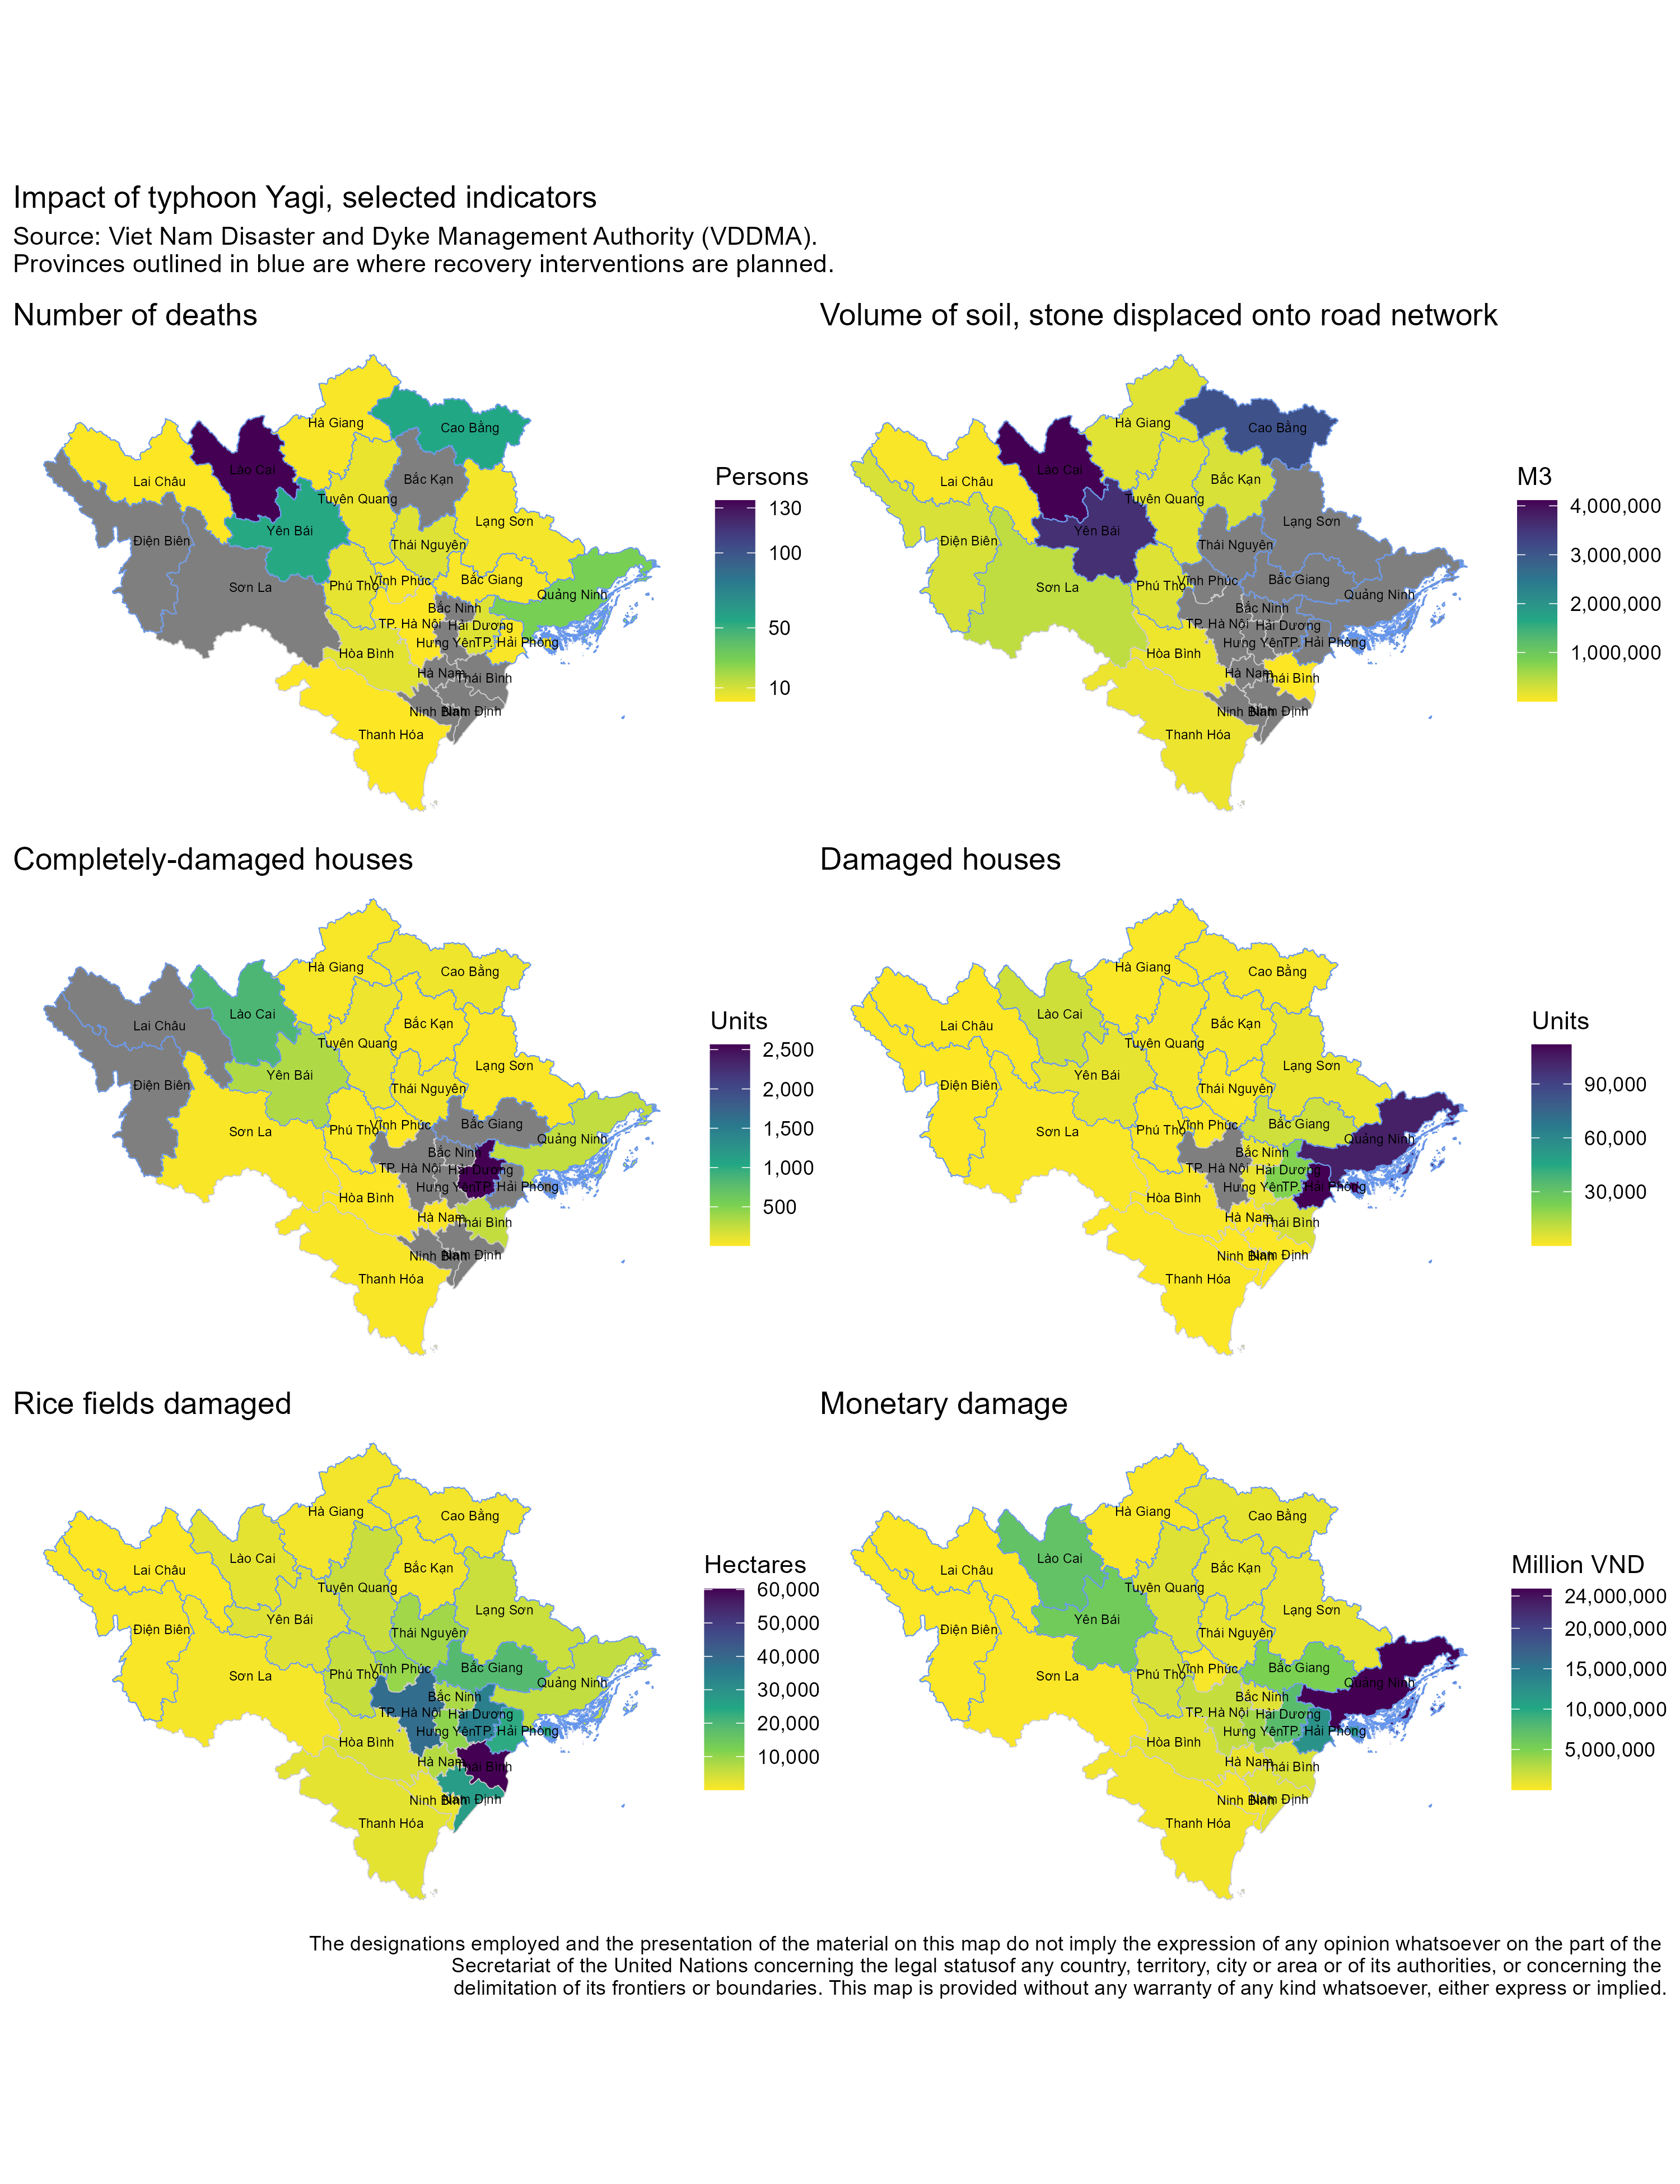 Impact of typhoon Yagi, selected indicators
Source: Viet Nam Disaster and Dyke Management Authority (VDDMA).
Provinces outlined in blue are where recovery interventions are planned.
Number of deaths
Hà Giang
Cao Bằng
Lào Cai
Lai Châu
Bắc Kạn
Tuyên Quang
Lạng Sơn
Yên Bái
Điện Biên
Thái Nguyên
Sơn La
Phú Thọ
Vĩnh Phúc
Bắc Giang
Quảng Ninh
Bắc Ninh
TP. Hà Nội
Hải Dương
Hưng Yên
TP. Hải Phòng
Hòa Bình
Hà Nam
Thái Bình
Ninh Bình
Nam Định
Thanh Hóa
Persons
130
100
50
10
Volume of soil, stone displaced onto road network
Hà Giang
Cao Bằng
Lào Cai
Lai Châu
Bắc Kạn
Tuyên Quang
Lạng Sơn
Yên Bái
Điện Biên
Thái Nguyên
Sơn La
Phú Thọ
Vĩnh Phúc
Bắc Giang
Quảng Ninh
Bắc Ninh
TP. Hà Nội
Hải Dương
Hưng Yên
TP. Hải Phòng
Hòa Bình
Hà Nam
Thái Bình
Ninh Bình
Nam Định
Thanh Hóa
M3
4,000,000
3,000,000
2,000,000
1,000,000
Completely-damaged houses
Hà Giang
Cao Bằng
Lào Cai
Lai Châu
Bắc Kạn
Tuyên Quang
Lạng Sơn
Yên Bái
Điện Biên
Thái Nguyên
Sơn La
Phú Thọ
Vĩnh Phúc
Bắc Giang
Quảng Ninh
Bắc Ninh
TP. Hà Nội
Hải Dương
Hưng Yên
TP. Hải Phòng
Hòa Bình
Hà Nam
Thái Bình
Ninh Bình
Nam Định
Thanh Hóa
Units
2,500
2,000
1,500
1,000
500
Damaged houses
Hà Giang
Cao Bằng
Lào Cai
Lai Châu
Bắc Kạn
Tuyên Quang
Lạng Sơn
Yên Bái
Điện Biên
Thái Nguyên
Sơn La
Phú Thọ
Vĩnh Phúc
Bắc Giang
Quảng Ninh
Bắc Ninh
TP. Hà Nội
Hải Dương
Hưng Yên
TP. Hải Phòng
Hòa Bình
Hà Nam
Thái Bình
Ninh Bình
Nam Định
Thanh Hóa
Units
90,000
60,000
30,000
Rice fields damaged
Hà Giang
Cao Bằng
Lào Cai
Lai Châu
Bắc Kạn
Tuyên Quang
Lạng Sơn
Yên Bái
Điện Biên
Thái Nguyên
Sơn La
Phú Thọ
Vĩnh Phúc
Bắc Giang
Quảng Ninh
Bắc Ninh
TP. Hà Nội
Hải Dương
Hưng Yên
TP. Hải Phòng
Hòa Bình
Hà Nam
Thái Bình
Ninh Bình
Nam Định
Thanh Hóa
Hectares
60,000
50,000
40,000
30,000
20,000
10,000
Monetary damage
Hà Giang
Cao Bằng
Lào Cai
Lai Châu
Bắc Kạn
Tuyên Quang
Lạng Sơn
Yên Bái
Điện Biên
Thái Nguyên
Sơn La
Phú Thọ
Vĩnh Phúc
Bắc Giang
Quảng Ninh
Bắc Ninh
TP. Hà Nội
Hải Dương
Hưng Yên
TP. Hải Phòng
Hòa Bình
Hà Nam
Thái Bình
Ninh Bình
Nam Định
Thanh Hóa
Million VND
24,000,000
20,000,000
15,000,000
10,000,000
5,000,000
The designations employed and the presentation of the material on this map do not imply the expression of any opinion whatsoever on the part of the
Secretariat of the United Nations concerning the legal statusof any country, territory, city or area or of its authorities, or concerning the
delimitation of its frontiers or boundaries. This map is provided without any warranty of any kind whatsoever, either express or implied.